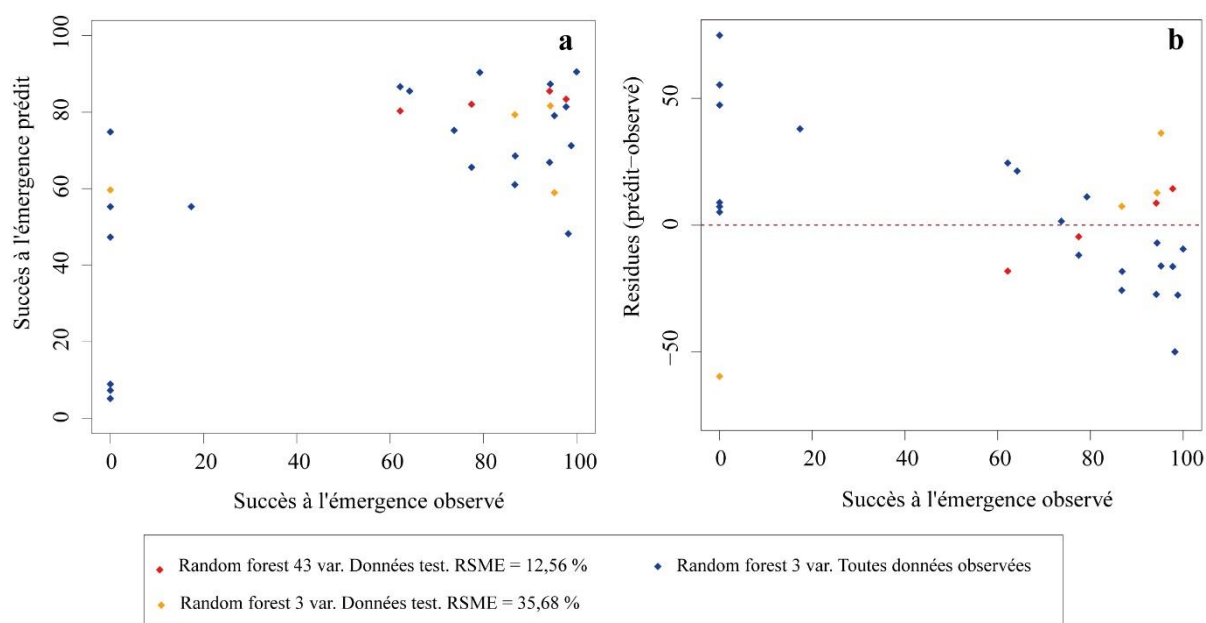 a
100
80
60
40
20
0
Succès à l'émergence prédit
0 20 40 60 80 100
Succès à l'émergence observé
b
50
0
−50
Residues (prédit−observé)
0 20 40 60 80 100
Succès à l'émergence observé
Random forest 43 var. Données test. RSME = 12,56 %
Random forest 3 var. Toutes données observées
Random forest 3 var. Données test. RSME = 35,68 %